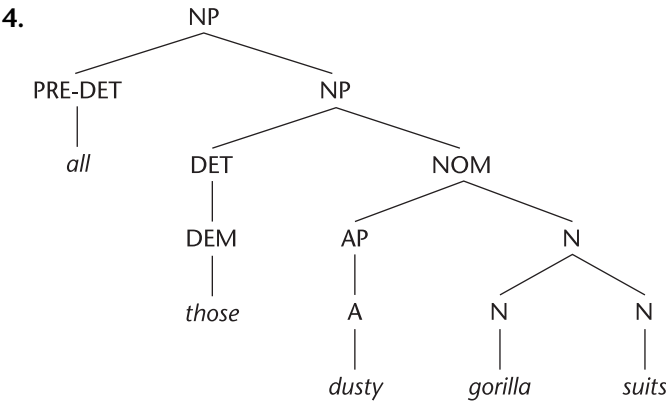 4. NP
PRE-DET NP
all DET NOM
DEM AP N
those A N N
dusty gorilla suits